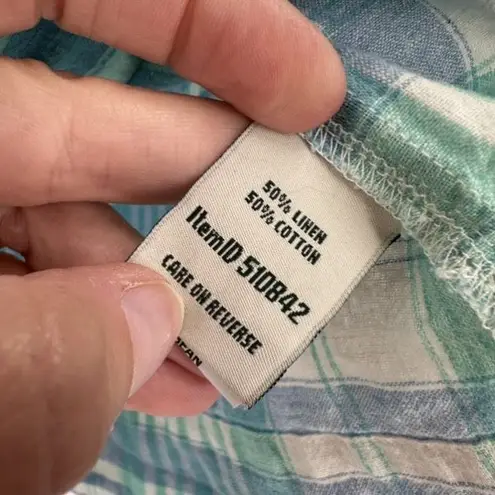 50% LINEN
50% COTTON
ItemID 510842
CARE ON REVERSE